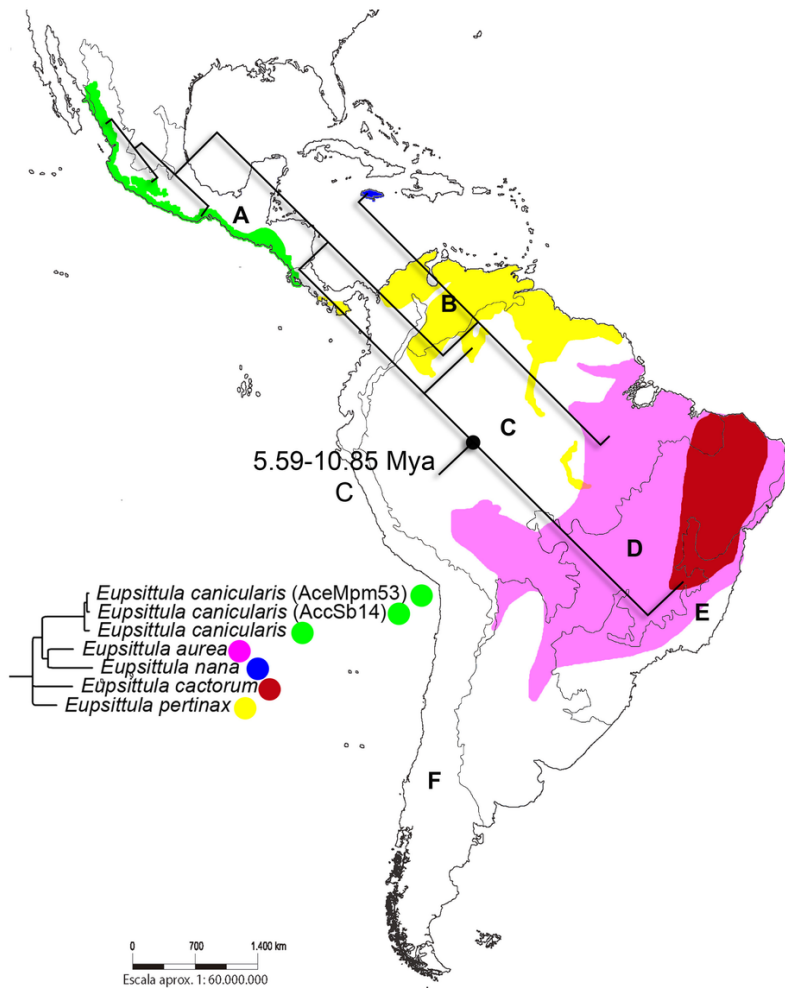 A
B
C
5.59-10.85 Mya
C
D
E
Eupsittula canicularis (AceMpm53)
Eupsittula canicularis (AccSb14)
Eupsittula canicularis
Eupsittula aurea
Eupsittula nana
Eupsittula cactorum
Eupsittula pertinax
F
0 700 1.400 km
Escala aprox. 1:60.000.000